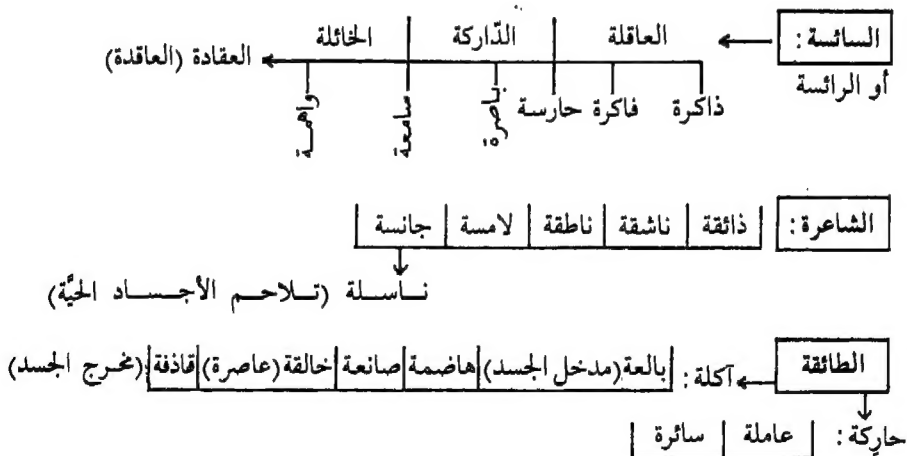 السائسة: العاقلة | الدّاركة | الخائلة العقادة (العاقدة)
أو الرائسة
ذاكرة فاكرة حارسة باصرة سامعة واهمة
الشاعرة: ذائقة | ناشقة | ناطقة | لامسة | جانسة
ناسلة (تلاحم الأجساد الحيَّة)
الطائقة آكلة: بالعة (مدخل الجسد) | هاضمة | صانعة | خالقة (عاصرة) | قاذفة (مخرج الجسد)
حارِكة: | عاملة | سائرة |